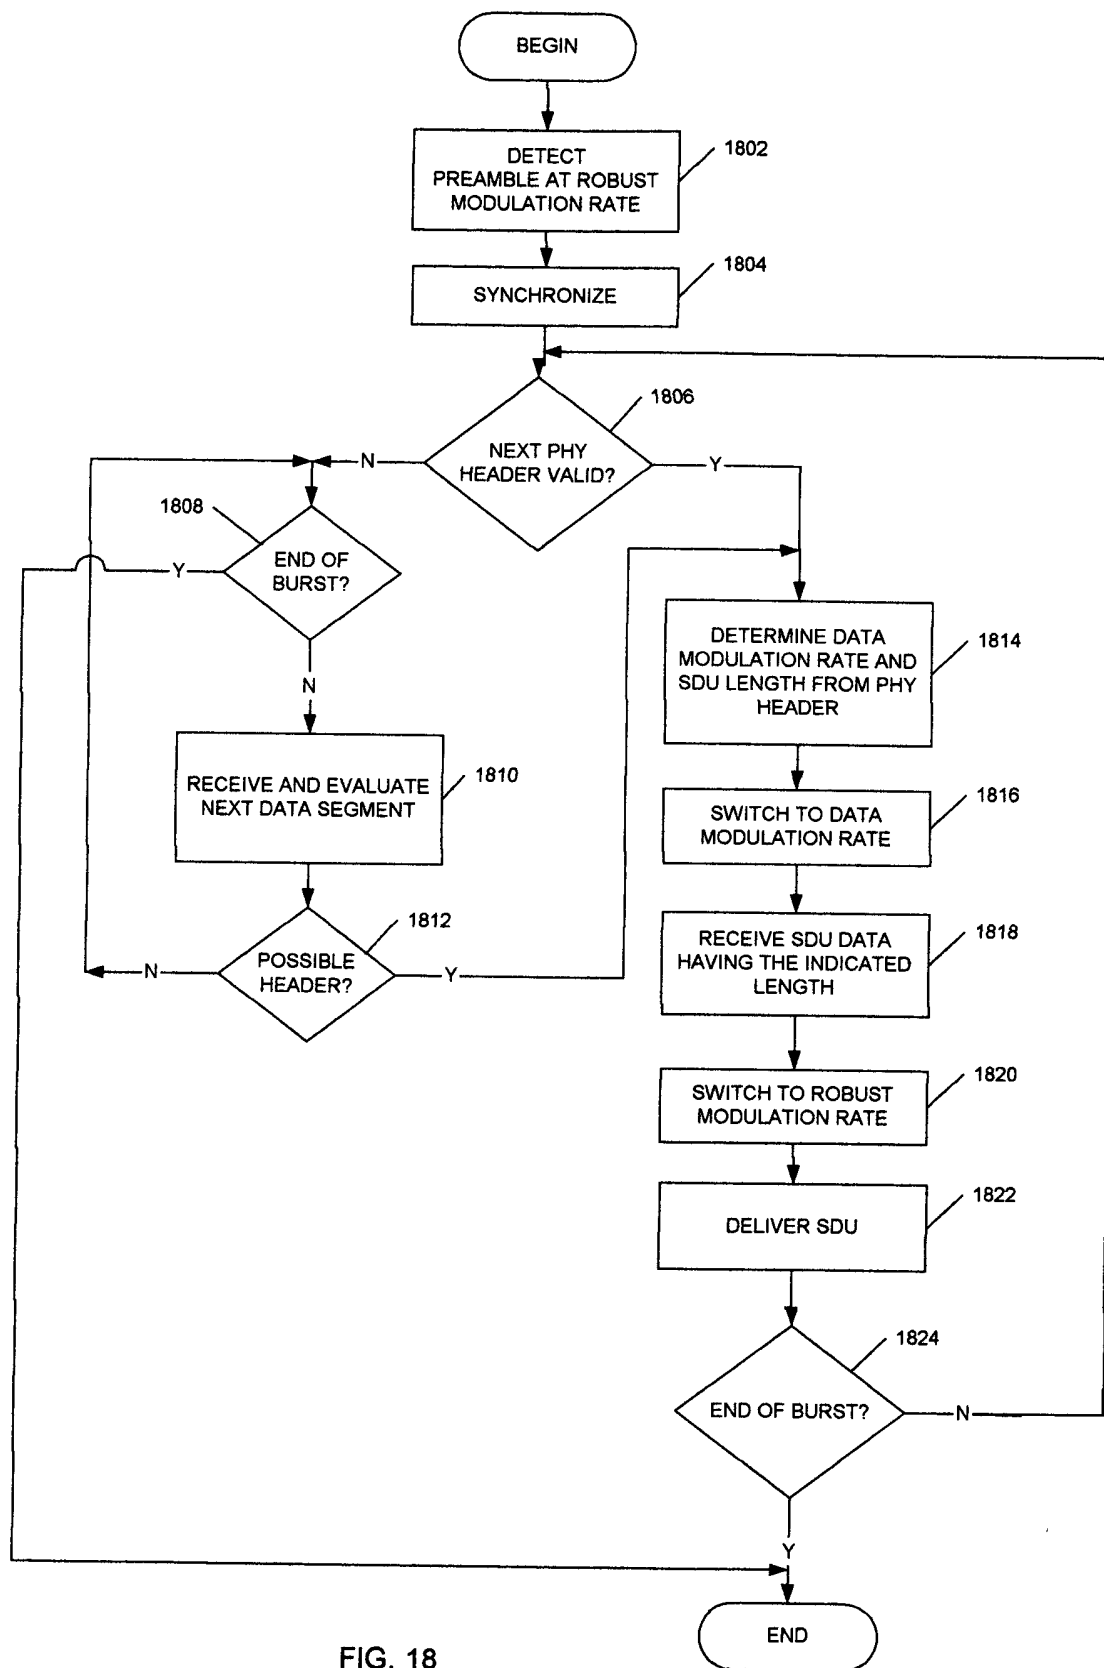 BEGIN
DETECT
PREAMBLE AT ROBUST
MODULATION RATE
1802
SYNCHRONIZE
1804
NEXT PHY
HEADER VALID?
1806
N
Y
END OF
BURST?
1808
Y
N
RECEIVE AND EVALUATE
NEXT DATA SEGMENT
1810
POSSIBLE
HEADER?
1812
N
Y
DETERMINE DATA
MODULATION RATE AND
SDU LENGTH FROM PHY
HEADER
1814
SWITCH TO DATA
MODULATION RATE
1816
RECEIVE SDU DATA
HAVING THE INDICATED
LENGTH
1818
SWITCH TO ROBUST
MODULATION RATE
1820
DELIVER SDU
1822
END OF BURST?
1824
N
Y
END
FIG. 18